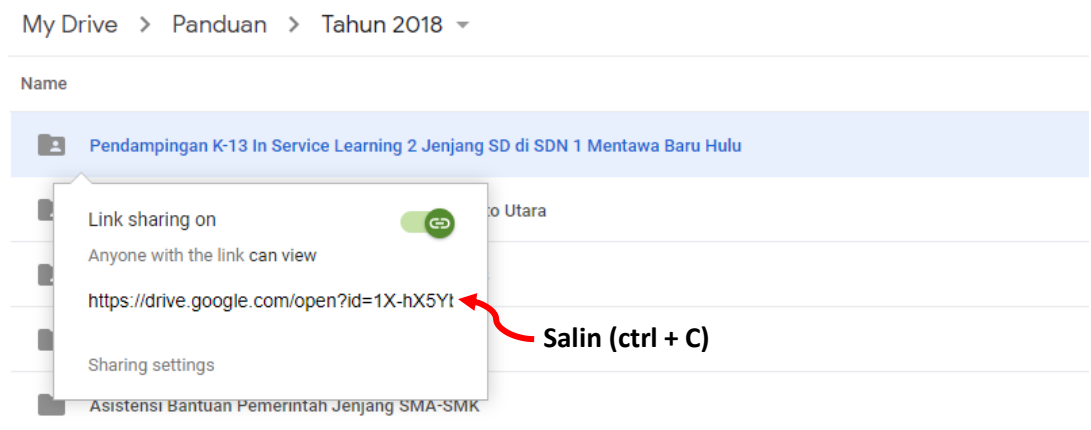 My Drive > Panduan > Tahun 2018
Name
Pendampingan K-13 In Service Learning 2 Jenjang SD di SDN 1 Mentawa Baru Hulu
Utara
Link sharing on
Anyone with the link can view
https://drive.google.com/open?id=1X-hX5Y
Salin (ctrl + C)
Sharing settings
Asistensi Bantuan Pemerintah Jenjang SMA-SMK